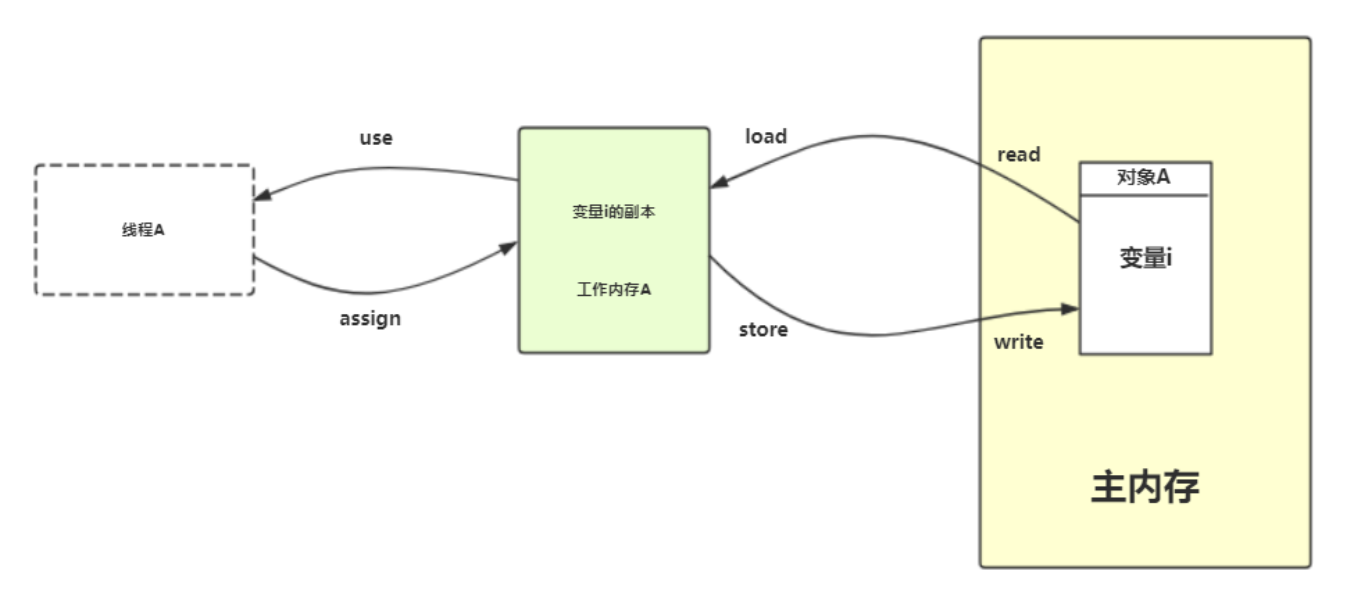 use
load
read
线程A
变量i的副本
对象A
变量i
工作内存A
assign
store
write
主内存